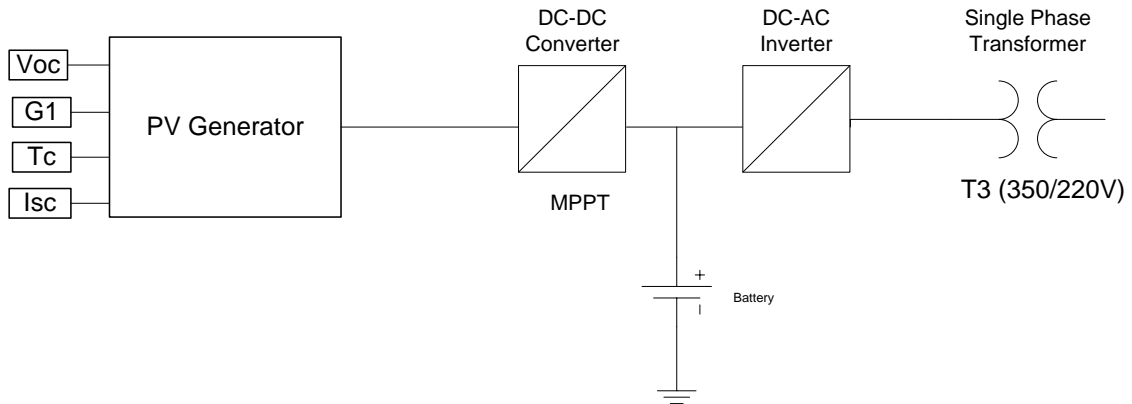 Voc
G1
Tc
Isc
PV Generator
DC-DC
Converter
MPPT
DC-AC
Inverter
Single Phase
Transformer
T3 (350/220V)
+
Battery
–